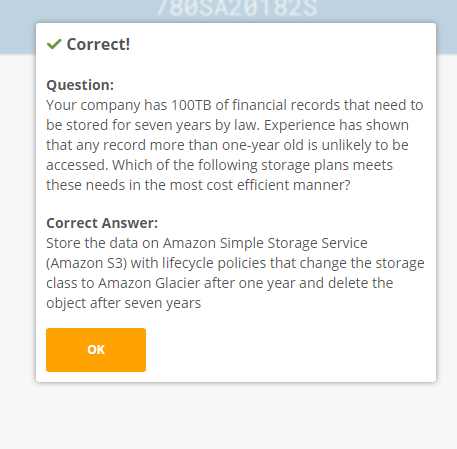 780SA20182S
Correct!
Question:
Your company has 100TB of financial records that need to
be stored for seven years by law. Experience has shown
that any record more than one-year old is unlikely to be
accessed. Which of the following storage plans meets
these needs in the most cost efficient manner?
Correct Answer:
Store the data on Amazon Simple Storage Service
(Amazon S3) with lifecycle policies that change the storage
class to Amazon Glacier after one year and delete the
object after seven years
OK